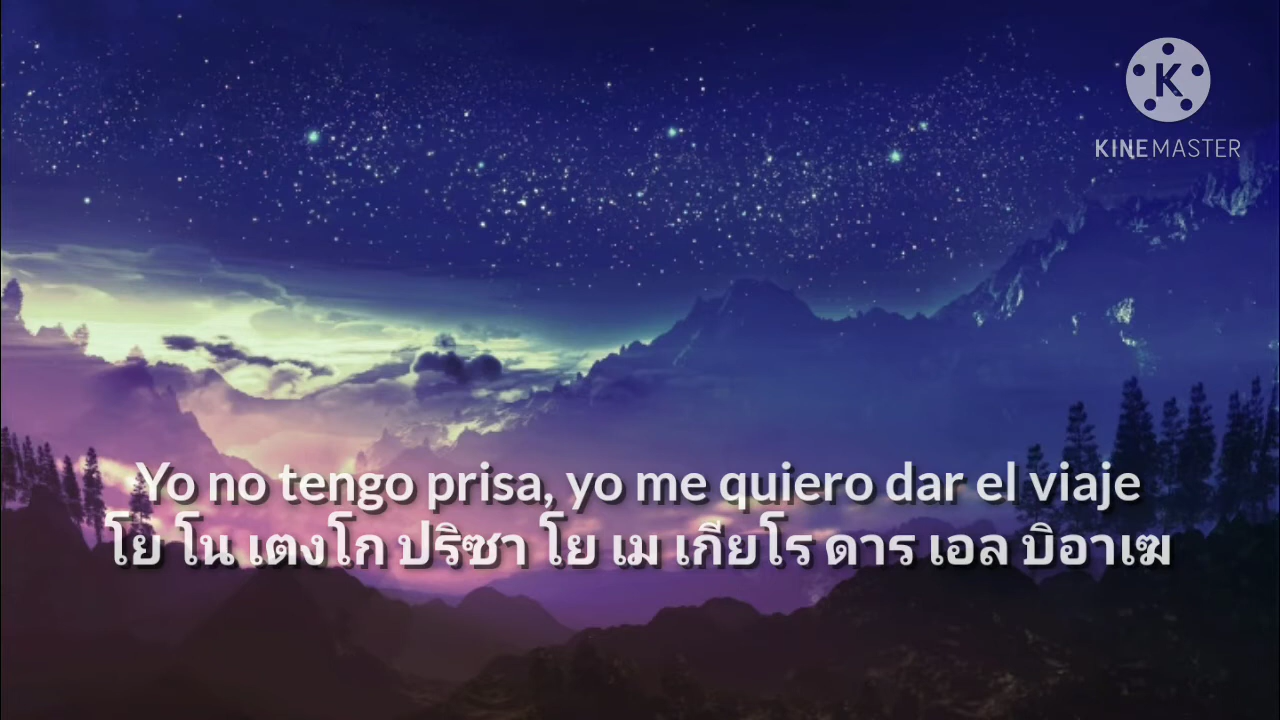 K
KINEMASTER
Yo no tengo prisa, yo me quiero dar el viaje
โย โน เตงโก ปริซา โย เม เกียโร ดาร เอล บิอาเฆ